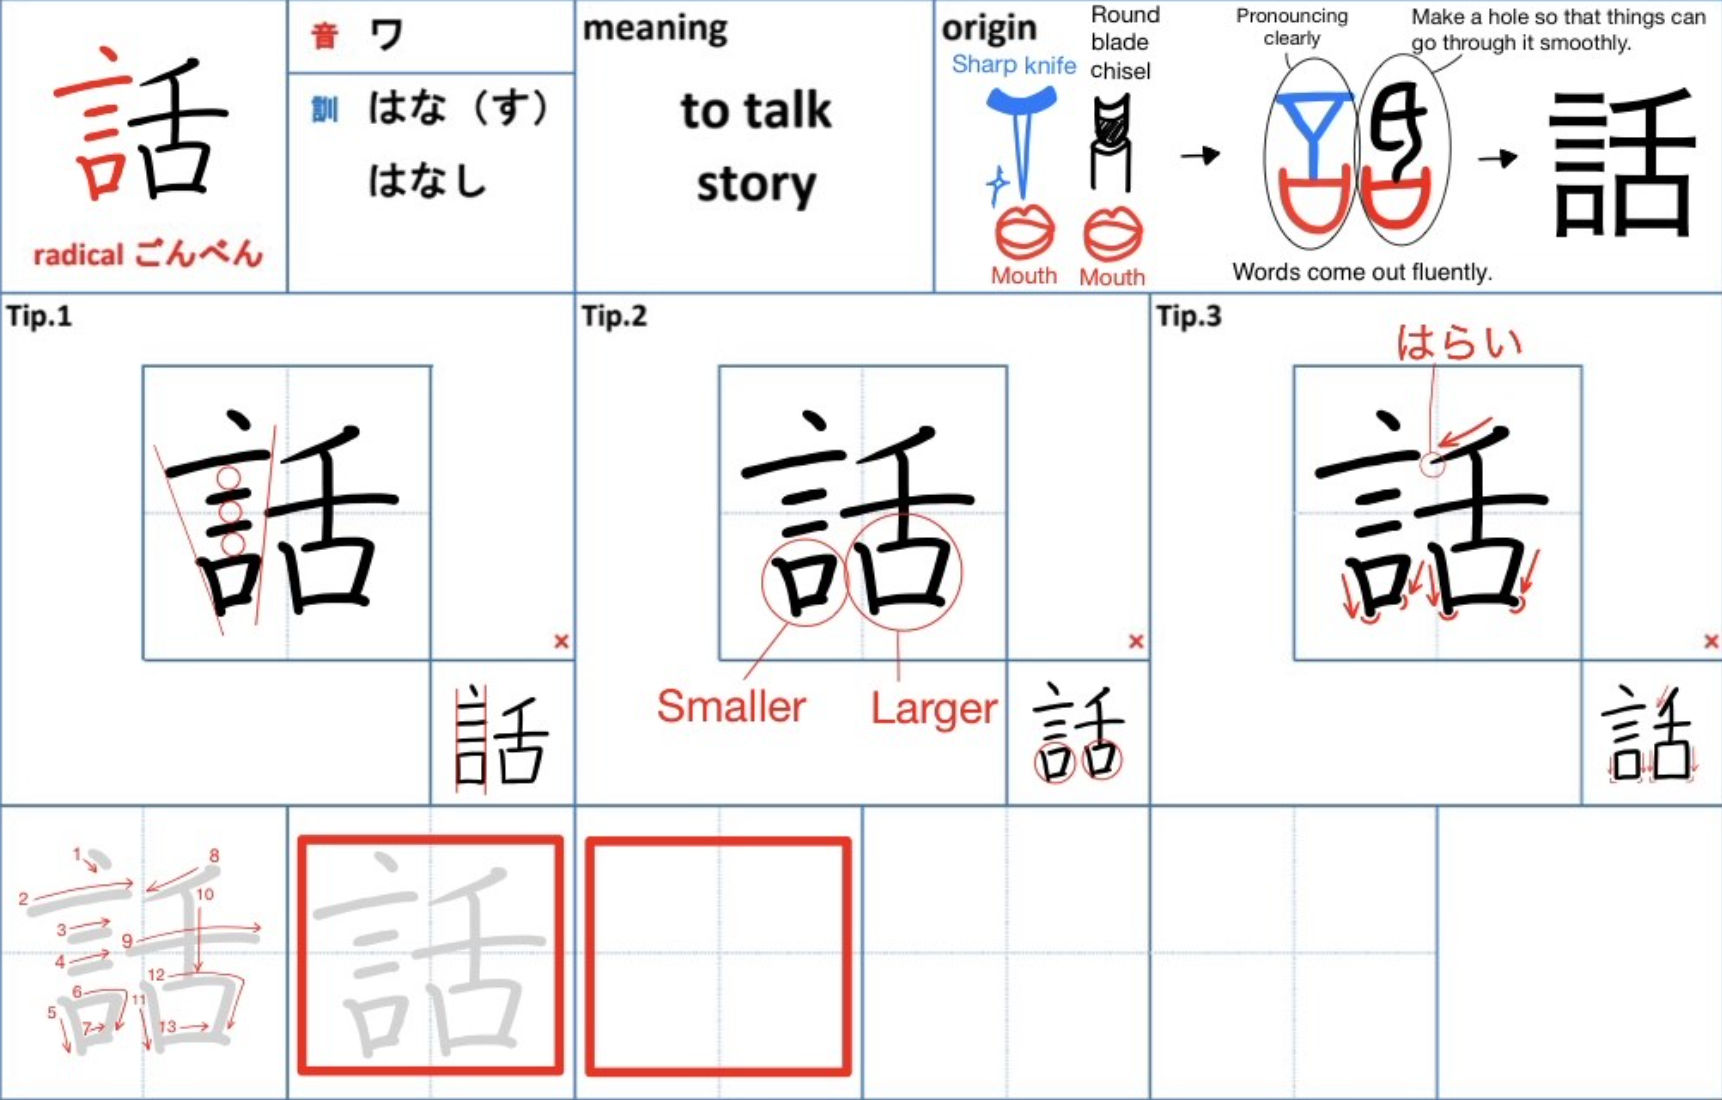 話
radical ごんべん
音 ワ
訓 はな（す）
はなし
meaning
to talk
story
origin
Sharp knife
Round
blade
chisel
Mouth Mouth
Pronouncing
clearly
Make a hole so that things can
go through it smoothly.
Words come out fluently.
話
Tip.1
話
×
話
Tip.2
話
Smaller Larger
×
話
Tip.3
はらい
話
×
話
話
1
2
3
4
5
6
7
8
9
10
11
12
13
話